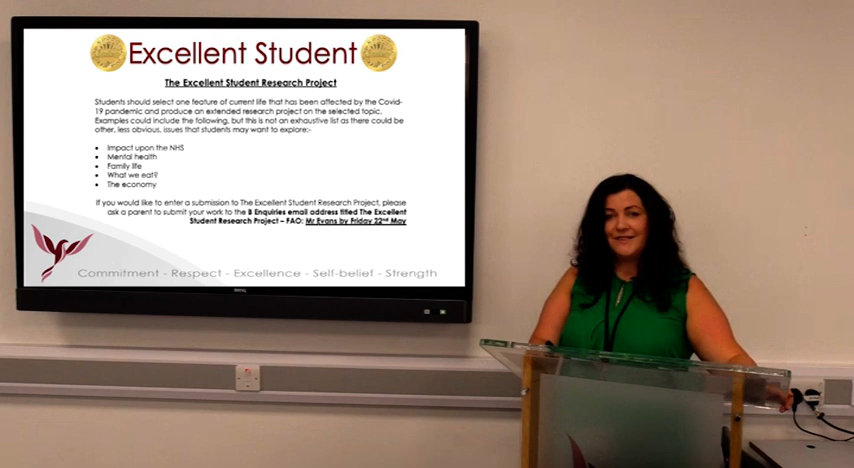 Excellent Student
The Excellent Student Research Project
Students should select one feature of current life that has been affected by the Covid-
19 pandemic and produce an extended research project on the selected topic.
Examples could include the following, but this is not an exhaustive list as there could be
other, less obvious, issues that students may want to explore:-
• Impact upon the NHS
• Mental health
• Family life
• What we eat?
• The economy
If you would like to enter a submission to The Excellent Student Research Project, please
ask a parent to submit your work to the B Enquiries email address titled The Excellent
Student Research Project – FAO: Mr Evans by Friday 22nd May
Commitment - Respect - Excellence - Self-belief - Strength
BENQ